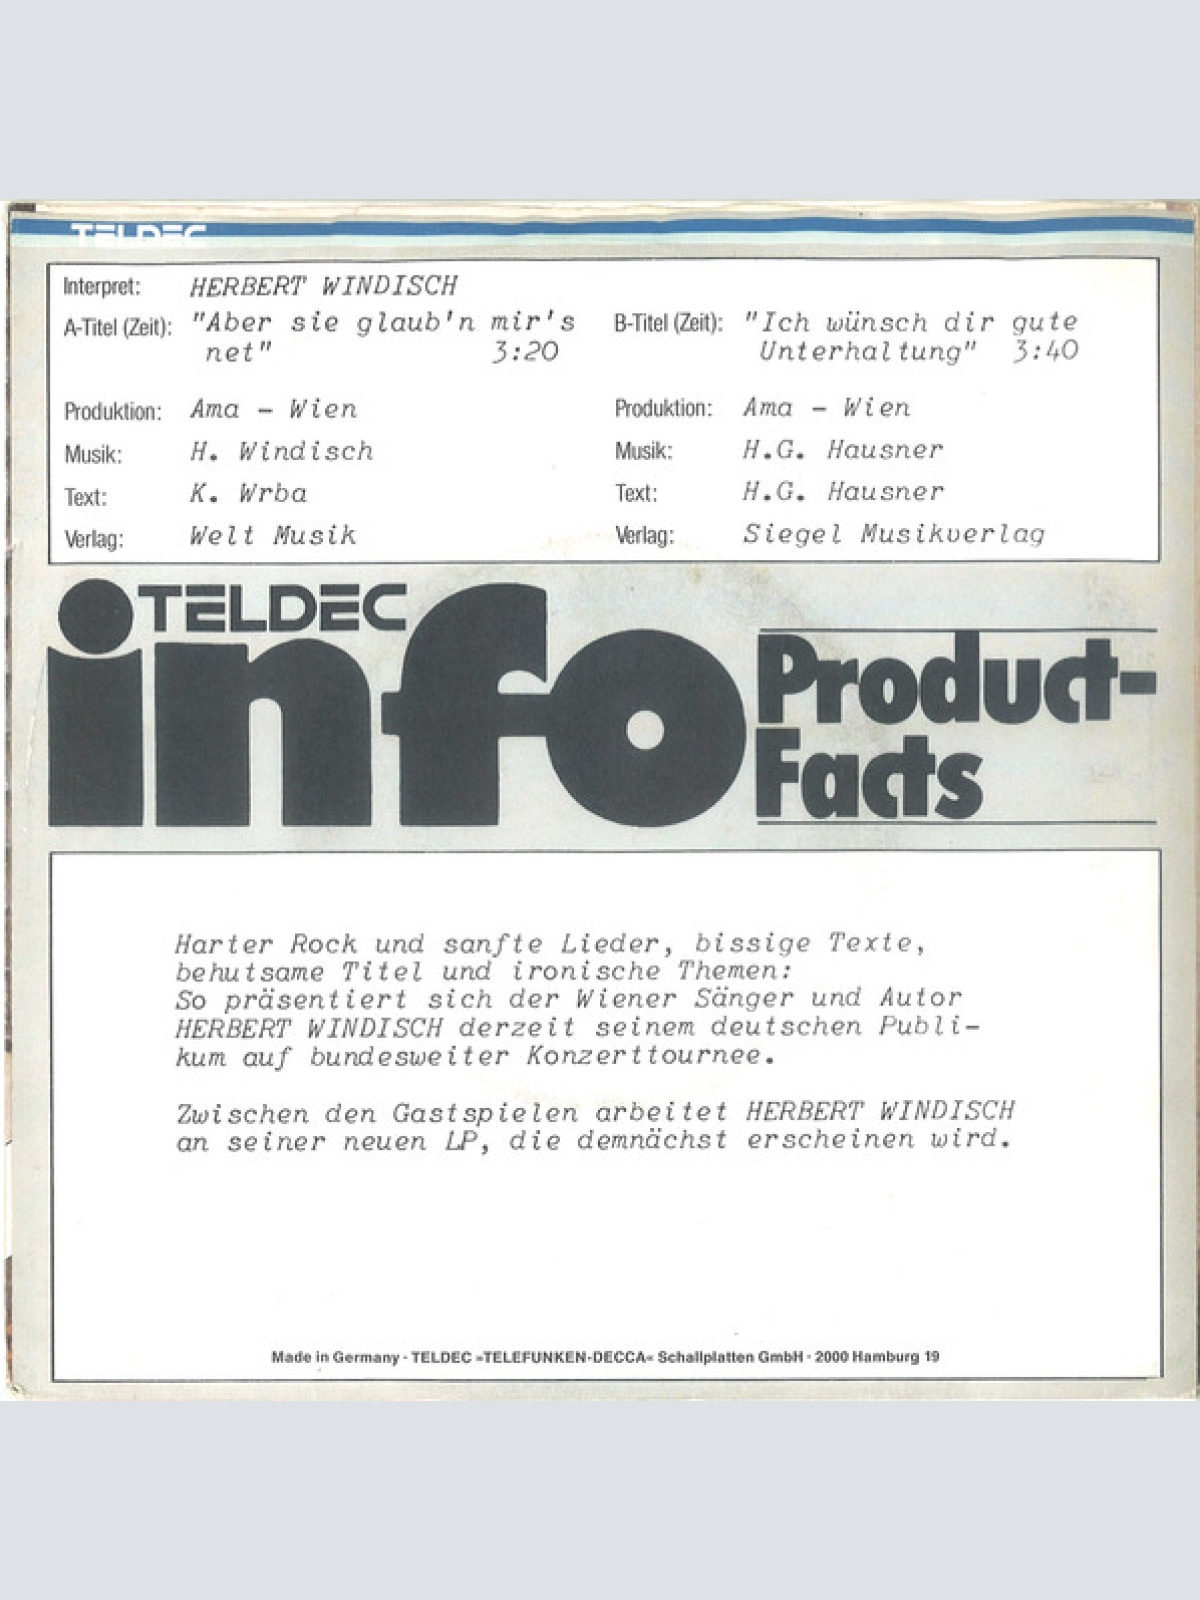 TELDEC
Interpret: HERBERT WINDISCH
A-Titel (Zeit): "Aber sie glaub'n mir's
net" 3:20
Produktion: Ama - Wien
Musik: H. Windisch
Text: K. Wrba
Verlag: Welt Musik
B-Titel (Zeit): "Ich wünsch dir gute
Unterhaltung" 3:40
Produktion: Ama - Wien
Musik: H.G. Hausner
Text: H.G. Hausner
Verlag: Siegel Musikverlag
TELDEC
info
Product-
Facts
Harter Rock und sanfte Lieder, bissige Texte,
behutsame Titel und ironische Themen:
So präsentiert sich der Wiener Sänger und Autor
HERBERT WINDISCH derzeit seinem deutschen Publi-
kum auf bundesweiter Konzerttournee.
Zwischen den Gastspielen arbeitet HERBERT WINDISCH
an seiner neuen LP, die demnächst erscheinen wird.
Made in Germany · TELDEC »TELEFUNKEN-DECCA« Schallplatten GmbH · 2000 Hamburg 19